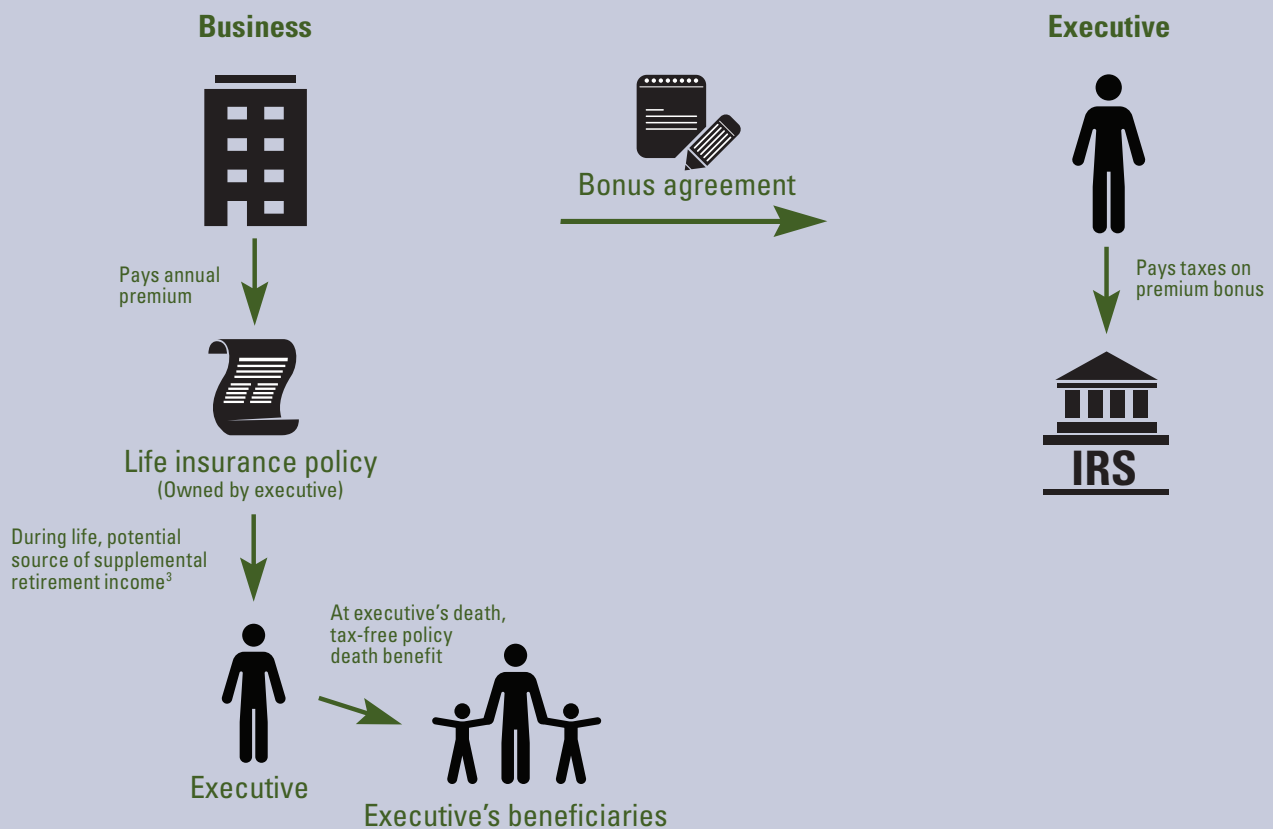 Business
Executive
Bonus agreement
Pays annual
premium
Pays taxes on
premium bonus
Life insurance policy
(Owned by executive)
IRS
During life, potential
source of supplemental
retirement income³
At executive’s death,
tax-free policy
death benefit
Executive
Executive’s beneficiaries